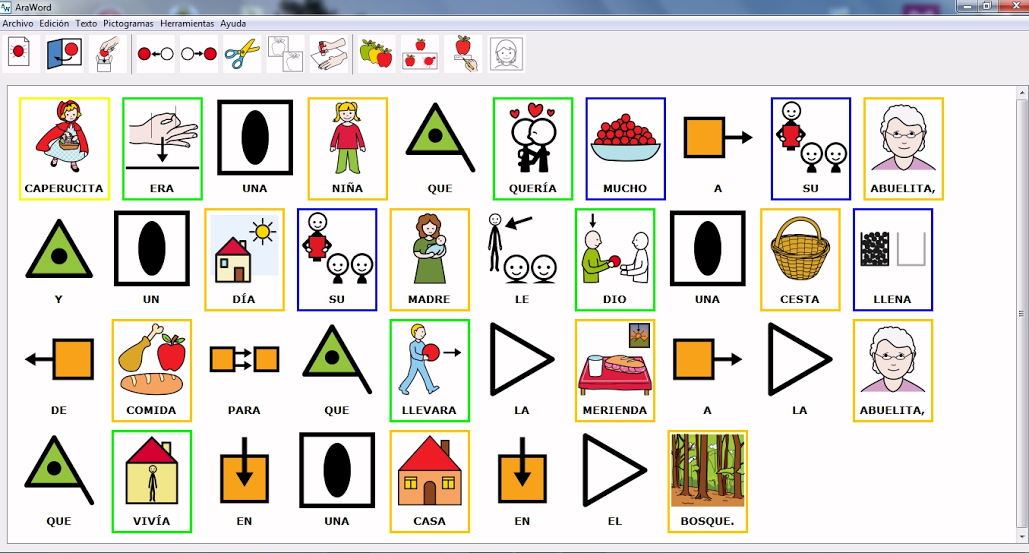 AraWord
Archivo Edición Texto Pictogramas Herramientas Ayuda
CAPERUCITA ERA UNA NIÑA QUE QUERÍA MUCHO A SU ABUELITA,
Y UN DÍA SU MADRE LE DIO UNA CESTA LLENA
DE COMIDA PARA QUE LLEVARA LA MERIENDA A LA ABUELITA,
QUE VIVÍA EN UNA CASA EN EL BOSQUE.